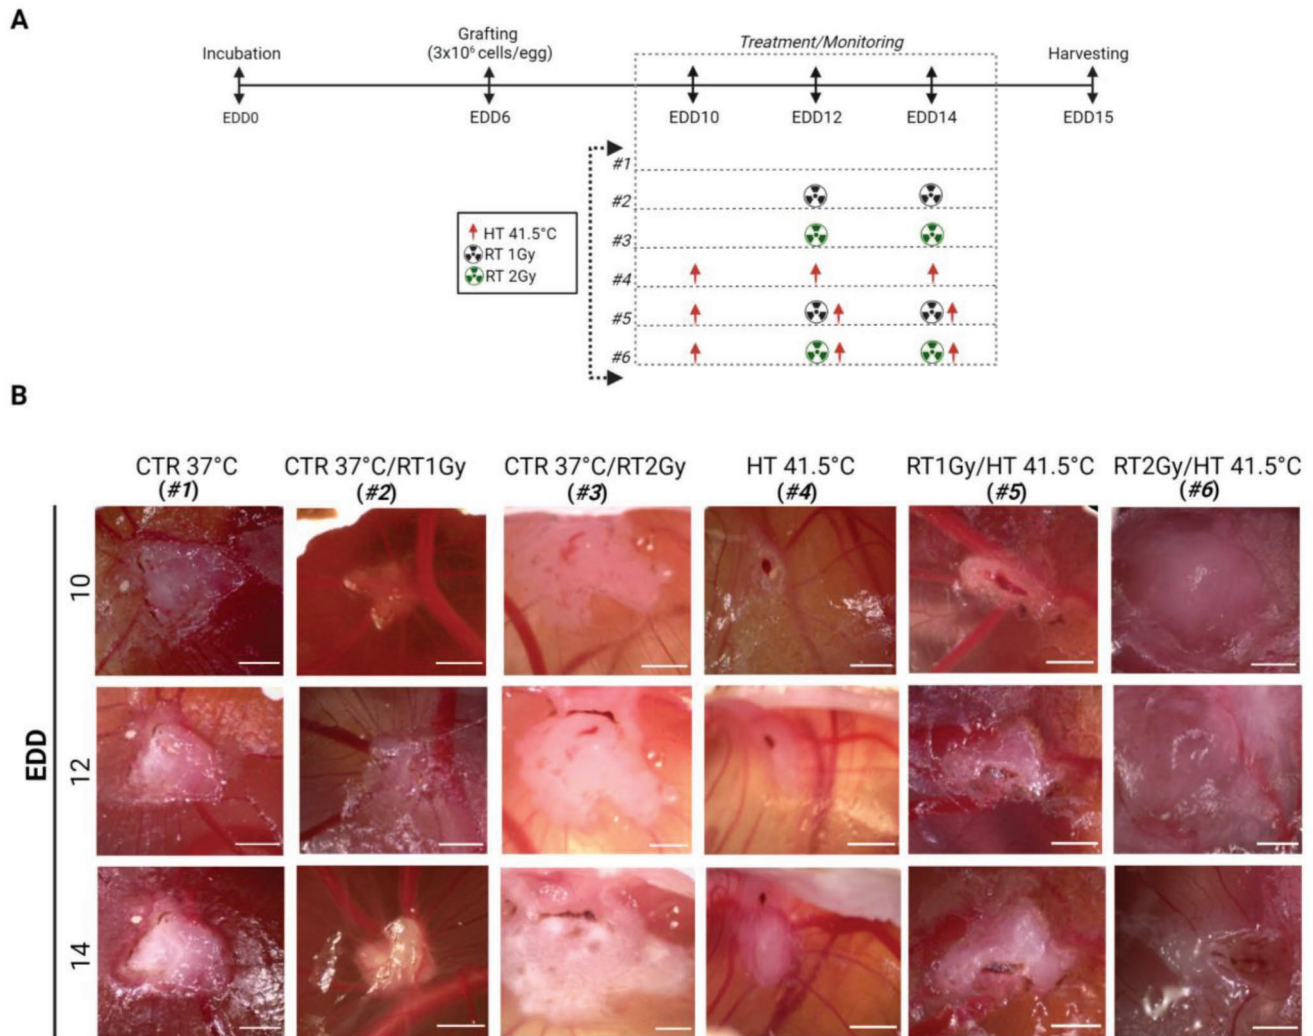 A
Incubation
Grafting
(3x10⁶ cells/egg)
Treatment/Monitoring
Harvesting
EDD0
EDD6
EDD10
EDD12
EDD14
EDD15
#1
#2
#3
#4
#5
#6
HT 41.5°C
RT 1Gy
RT 2Gy
B
CTR 37°C
(#1)
CTR 37°C/RT1Gy
(#2)
CTR 37°C/RT2Gy
(#3)
HT 41.5°C
(#4)
RT1Gy/HT 41.5°C
(#5)
RT2Gy/HT 41.5°C
(#6)
EDD
10
12
14